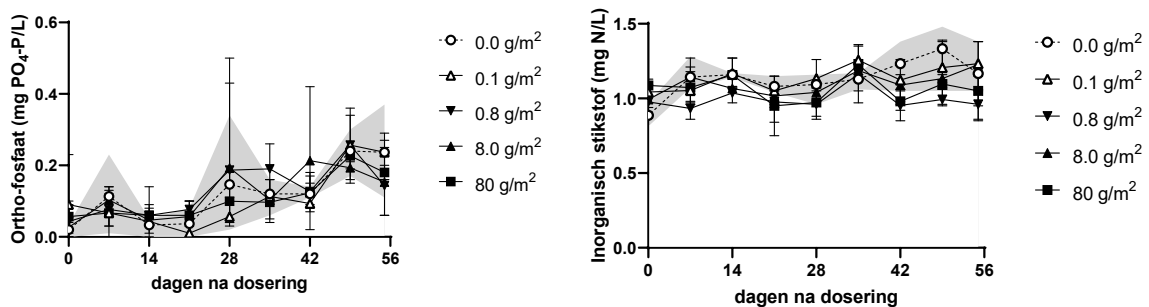 Ortho-fosfaat (mg PO₄-P/L)
0.6
0.4
0.2
0.0
0 14 28 42 56
dagen na dosering
0.0 g/m²
0.1 g/m²
0.8 g/m²
8.0 g/m²
80 g/m²
Inorganisch stikstof (mg N/L)
1.5
1.0
0.5
0.0
0 14 28 42 56
dagen na dosering
0.0 g/m²
0.1 g/m²
0.8 g/m²
8.0 g/m²
80 g/m²